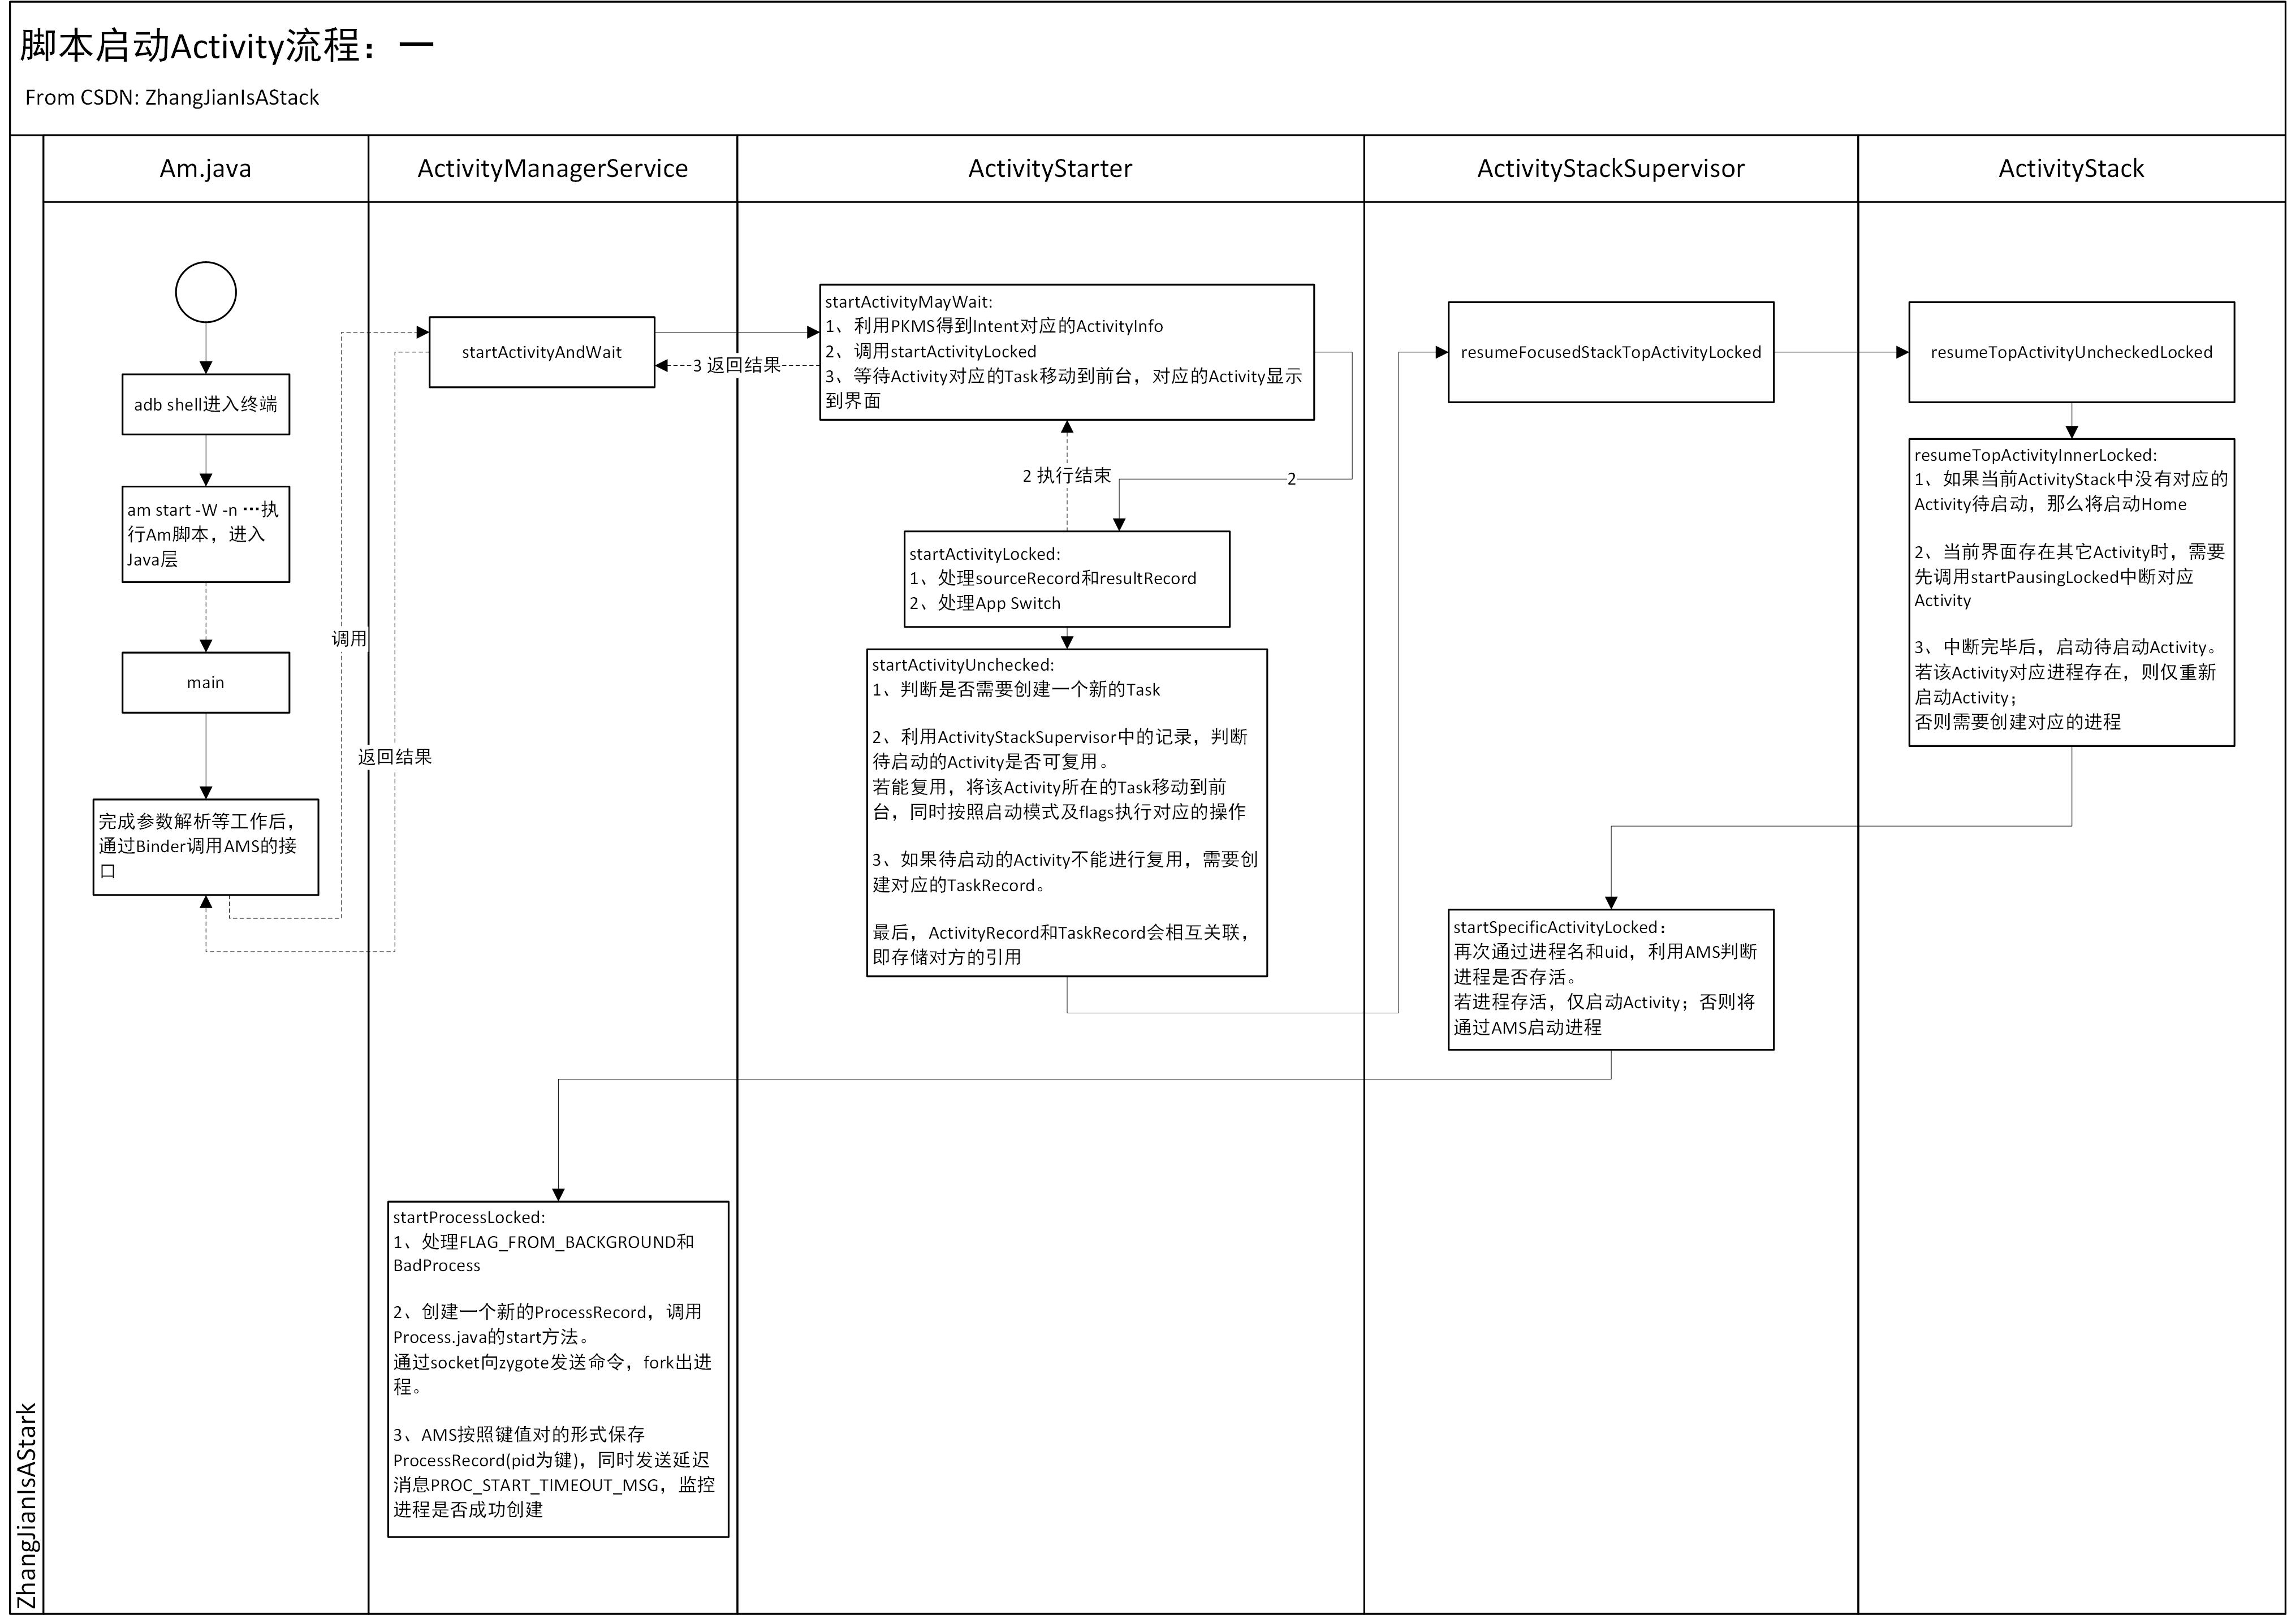 脚本启动Activity流程：一
From CSDN: ZhangJianIsAStack
Am.java
ActivityManagerService
ActivityStarter
ActivityStackSupervisor
ActivityStack
adb shell进入终端
am start -W -n …执
行Am脚本，进入
Java层
main
完成参数解析等工作后，
通过Binder调用AMS的接
口
调用
返回结果
startActivityAndWait
3 返回结果
startActivityMayWait:
1、利用PKMS得到Intent对应的ActivityInfo
2、调用startActivityLocked
3、等待Activity对应的Task移动到前台，对应的Activity显示
到界面
2 执行结束
2
startActivityLocked:
1、处理sourceRecord和resultRecord
2、处理App Switch
startActivityUnchecked:
1、判断是否需要创建一个新的Task
2、利用ActivityStackSupervisor中的记录，判断
待启动的Activity是否可复用。
若能复用，将该Activity所在的Task移动到前
台，同时按照启动模式及flags执行对应的操作
3、如果待启动的Activity不能进行复用，需要创
建对应的TaskRecord。
最后，ActivityRecord和TaskRecord会相互关联，
即存储对方的引用
resumeFocusedStackTopActivityLocked
resumeTopActivityUncheckedLocked
resumeTopActivityInnerLocked:
1、如果当前ActivityStack中没有对应的
Activity待启动，那么将启动Home
2、当前界面存在其它Activity时，需要
先调用startPausingLocked中断对应
Activity
3、中断完毕后，启动待启动Activity。
若该Activity对应进程存在，则仅重新
启动Activity；
否则需要创建对应的进程
startSpecificActivityLocked：
再次通过进程名和uid，利用AMS判断
进程是否存活。
若进程存活，仅启动Activity；否则将
通过AMS启动进程
startProcessLocked:
1、处理FLAG_FROM_BACKGROUND和
BadProcess
2、创建一个新的ProcessRecord，调用
Process.java的start方法。
通过socket向zygote发送命令，fork出进
程。
3、AMS按照键值对的形式保存
ProcessRecord(pid为键)，同时发送延迟
消息PROC_START_TIMEOUT_MSG，监控
进程是否成功创建
ZhangJianIsAStark